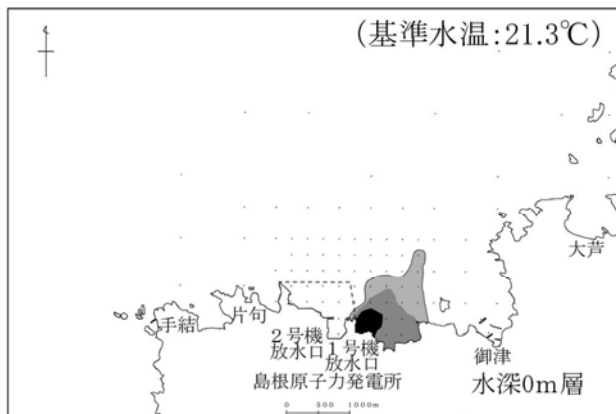 (基準水温:21.3℃)
大芦
手結
片句
2号機
放水口
1号機
放水口
御津
島根原子力発電所
水深0m層
0 500 1000m